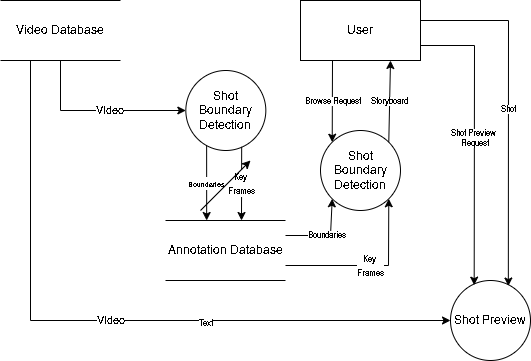 Video Database
User
Shot
Boundary
Detection
Video
Browse Request
Storyboard
Shot
Shot Preview
Request
Boundaries
Key
Frames
Shot
Boundary
Detection
Annotation Database
Boundaries
Key
Frames
Video
Text
Shot Preview